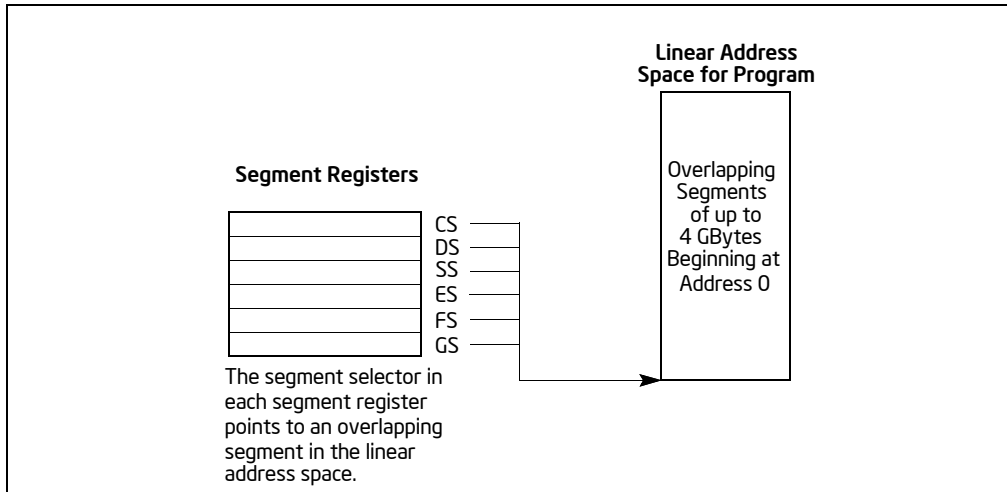 Linear Address
Space for Program
Overlapping
Segments
of up to
4 GBytes
Beginning at
Address 0
Segment Registers
CS
DS
SS
ES
FS
GS
The segment selector in
each segment register
points to an overlapping
segment in the linear
address space.